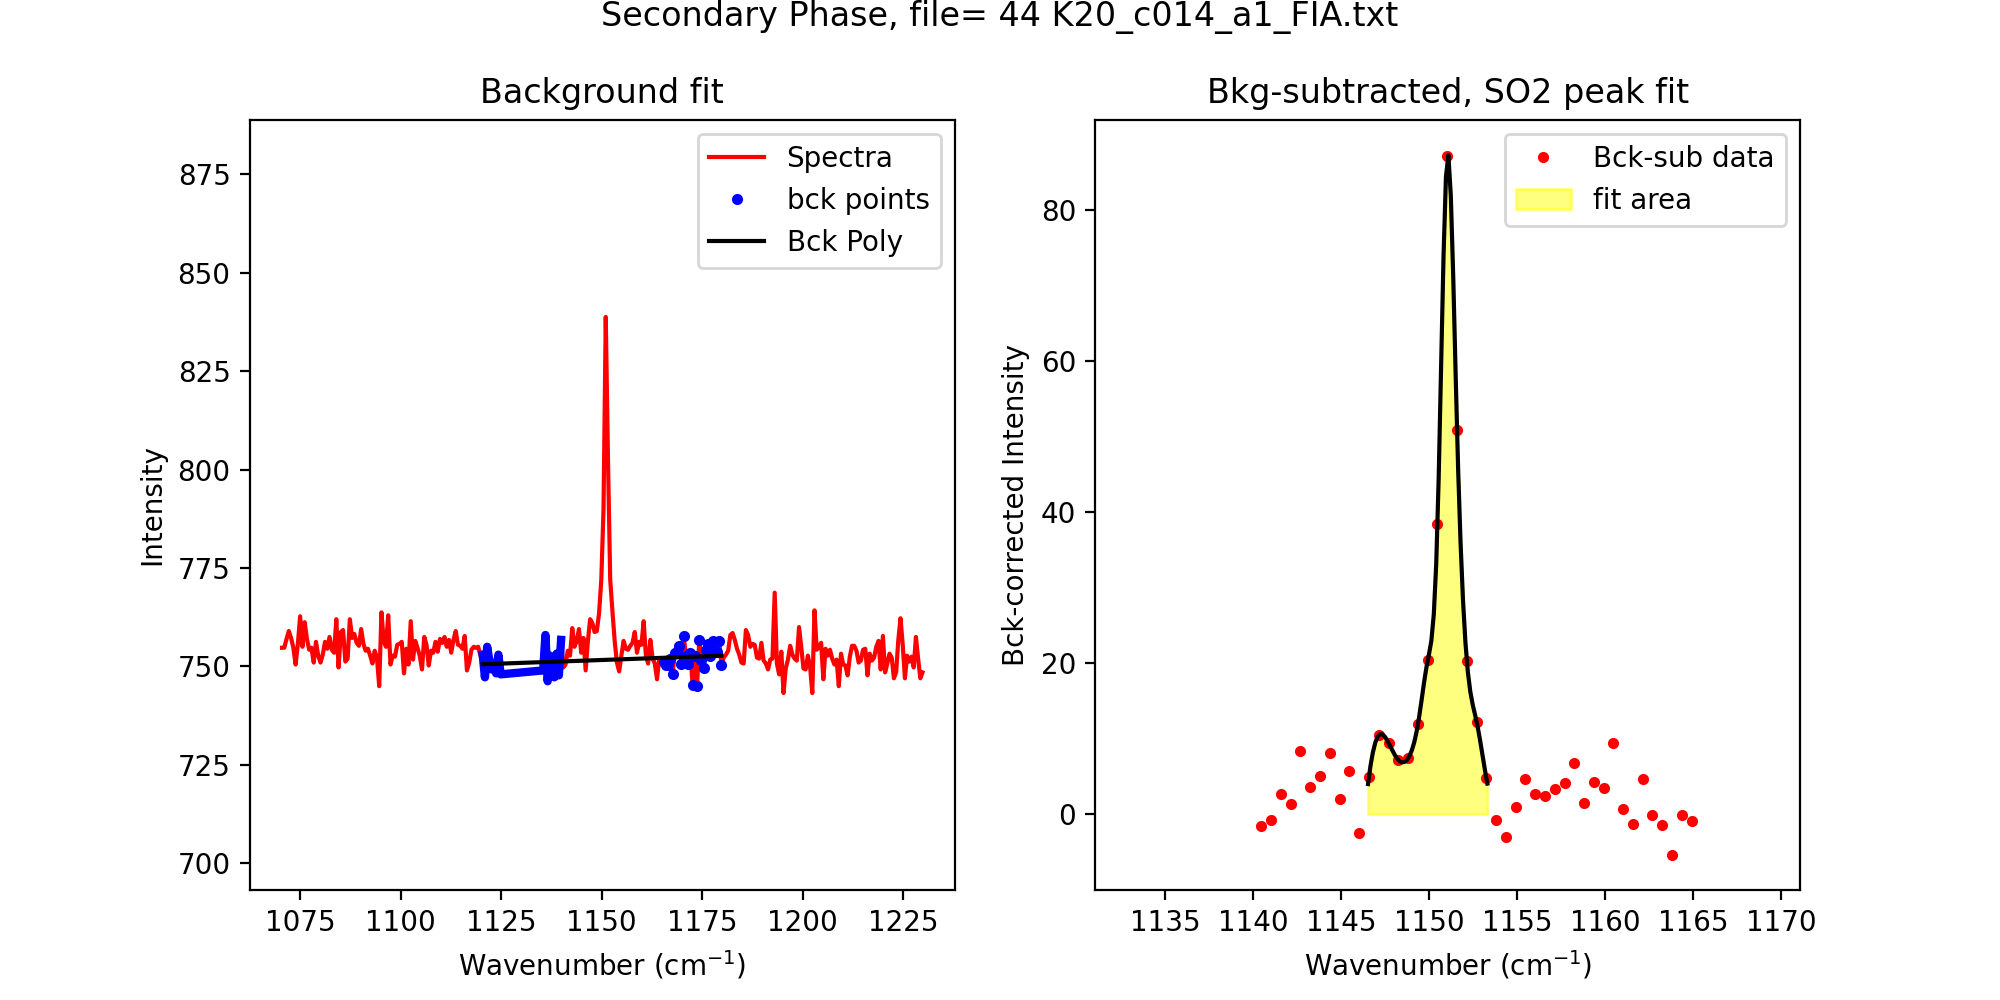 Secondary Phase, file= 44 K20_c014_a1_FIA.txt
Background fit
Spectra
bck points
Bck Poly
875
850
825
800
775
750
725
700
Intensity
1075 1100 1125 1150 1175 1200 1225
Wavenumber (cm⁻¹)
Bkg-subtracted, SO2 peak fit
Bck-sub data
fit area
80
60
40
20
0
Bck-corrected Intensity
1135 1140 1145 1150 1155 1160 1165 1170
Wavenumber (cm⁻¹)